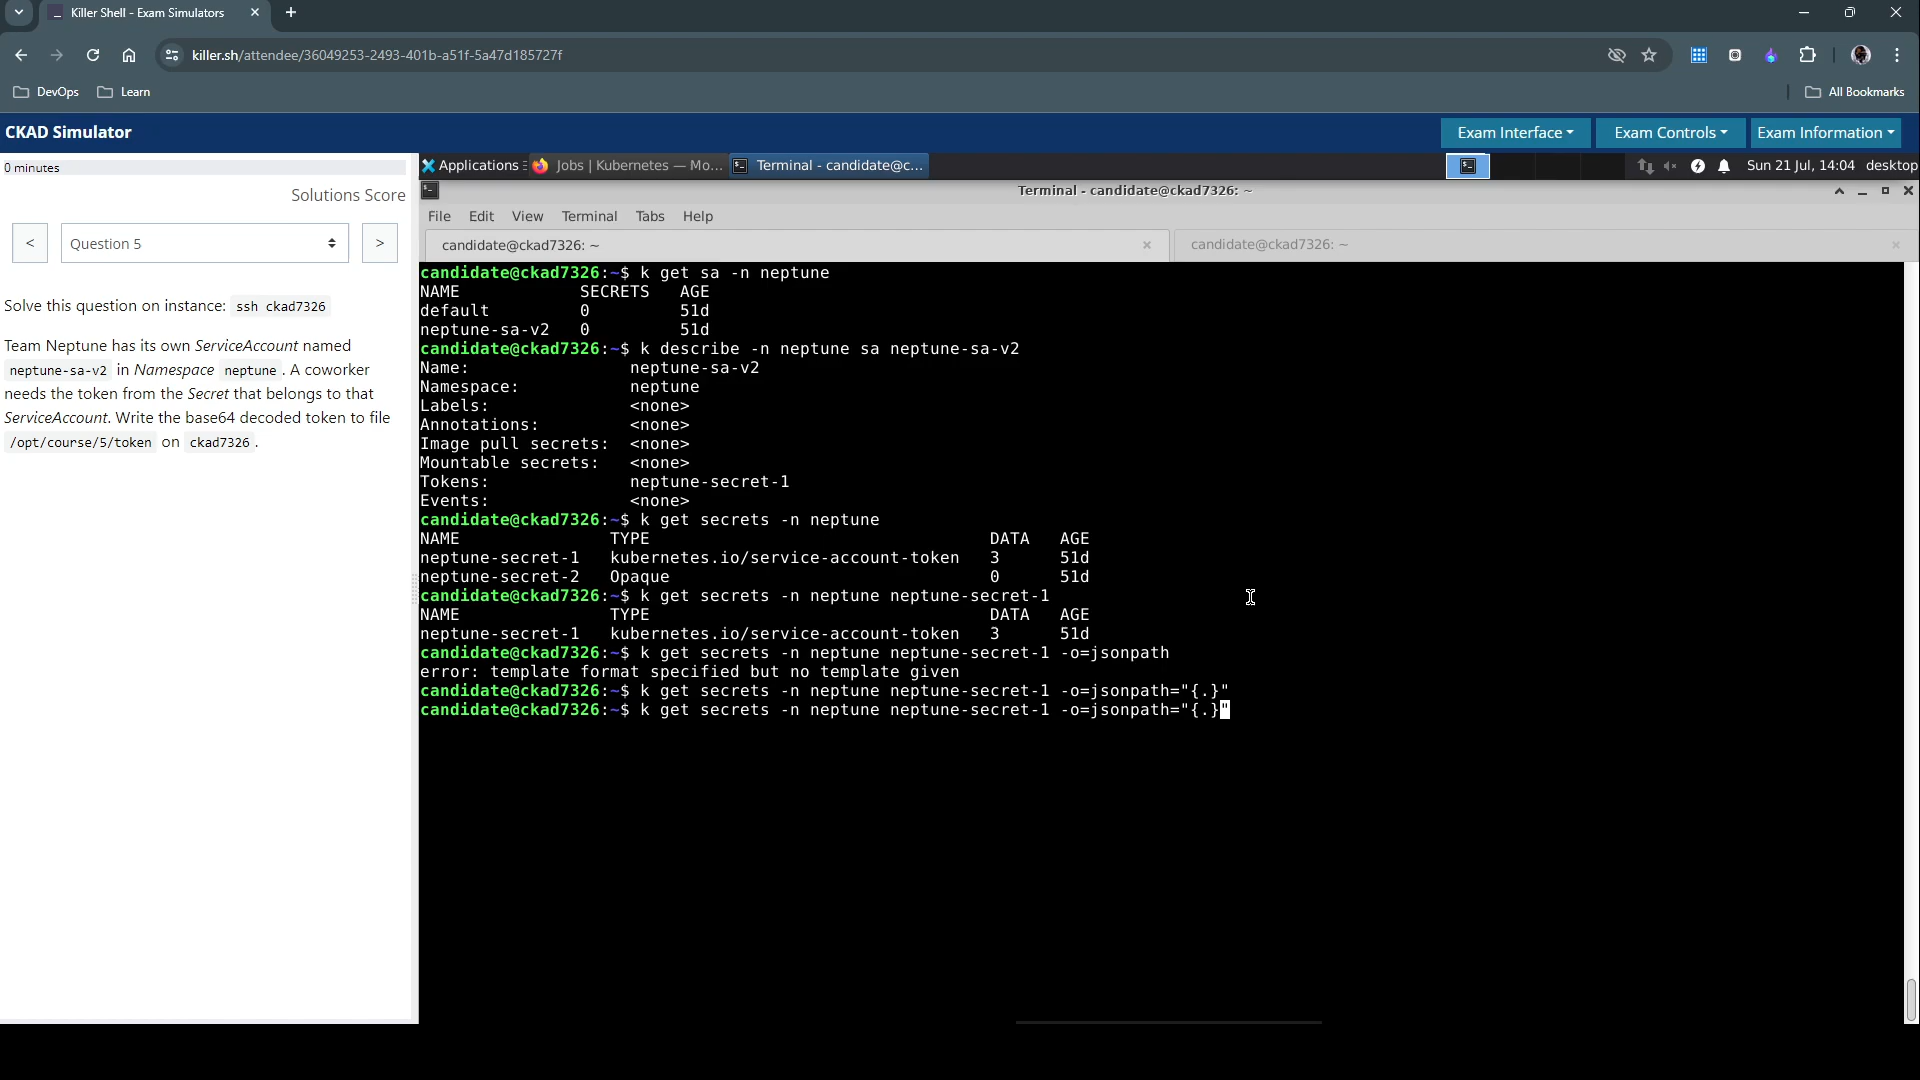 Killer Shell - Exam Simulators
killer.sh/attendee/36049253-2493-401b-a51f-5a47d185727f
DevOps
Learn
All Bookmarks
CKAD Simulator
Exam Interface
Exam Controls
Exam Information
0 minutes
Solutions Score
<
Question 5
>
Solve this question on instance: ssh ckad7326
Team Neptune has its own ServiceAccount named
neptune-sa-v2 in Namespace neptune . A coworker
needs the token from the Secret that belongs to that
ServiceAccount. Write the base64 decoded token to file
/opt/course/5/token on ckad7326 .
Applications
Jobs | Kubernetes — Mo...
Terminal - candidate@c...
Sun 21 Jul, 14:04 desktop
Terminal - candidate@ckad7326: ~
File Edit View Terminal Tabs Help
candidate@ckad7326: ~
candidate@ckad7326: ~
candidate@ckad7326:~$ k get sa -n neptune
NAME SECRETS AGE
default 0 51d
neptune-sa-v2 0 51d
candidate@ckad7326:~$ k describe -n neptune sa neptune-sa-v2
Name: neptune-sa-v2
Namespace: neptune
Labels: <none>
Annotations: <none>
Image pull secrets: <none>
Mountable secrets: <none>
Tokens: neptune-secret-1
Events: <none>
candidate@ckad7326:~$ k get secrets -n neptune
NAME TYPE DATA AGE
neptune-secret-1 kubernetes.io/service-account-token 3 51d
neptune-secret-2 Opaque 0 51d
candidate@ckad7326:~$ k get secrets -n neptune neptune-secret-1
NAME TYPE DATA AGE
neptune-secret-1 kubernetes.io/service-account-token 3 51d
candidate@ckad7326:~$ k get secrets -n neptune neptune-secret-1 -o=jsonpath
error: template format specified but no template given
candidate@ckad7326:~$ k get secrets -n neptune neptune-secret-1 -o=jsonpath="{.}"
candidate@ckad7326:~$ k get secrets -n neptune neptune-secret-1 -o=jsonpath="{.}"